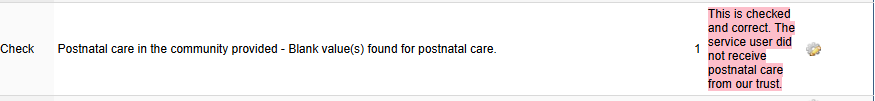 Check
Postnatal care in the community provided - Blank value(s) found for postnatal care.
1
This is checked
and correct. The
service user did
not receive
postnatal care
from our trust.